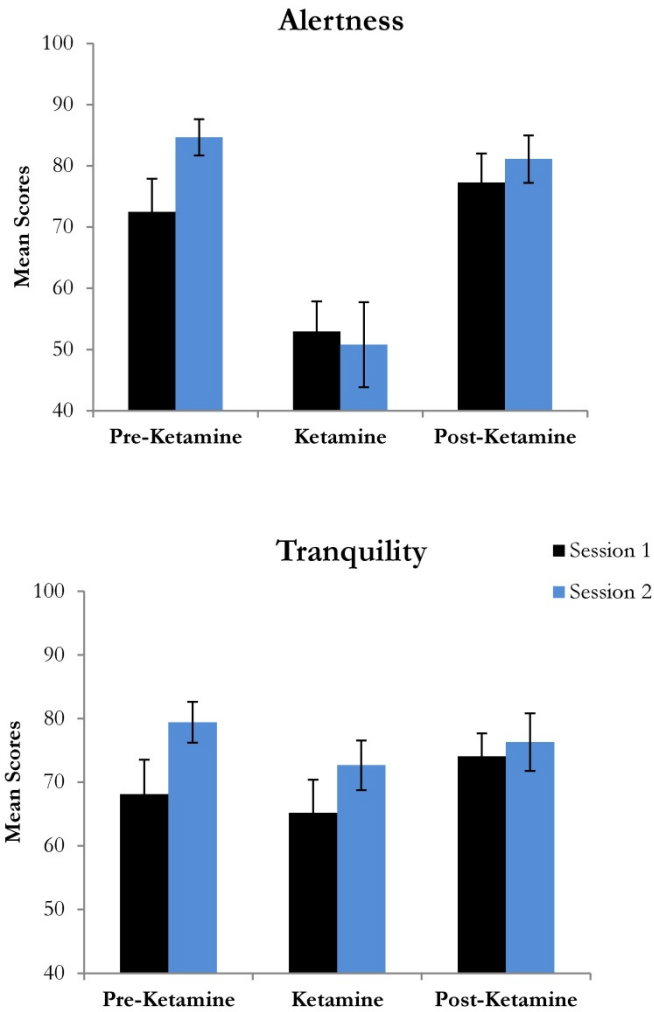 Alertness
100
90
80
70
60
50
40
Mean Scores
Pre-Ketamine Ketamine Post-Ketamine
Tranquility
Session 1
Session 2
100
90
80
70
60
50
40
Mean Scores
Pre-Ketamine Ketamine Post-Ketamine